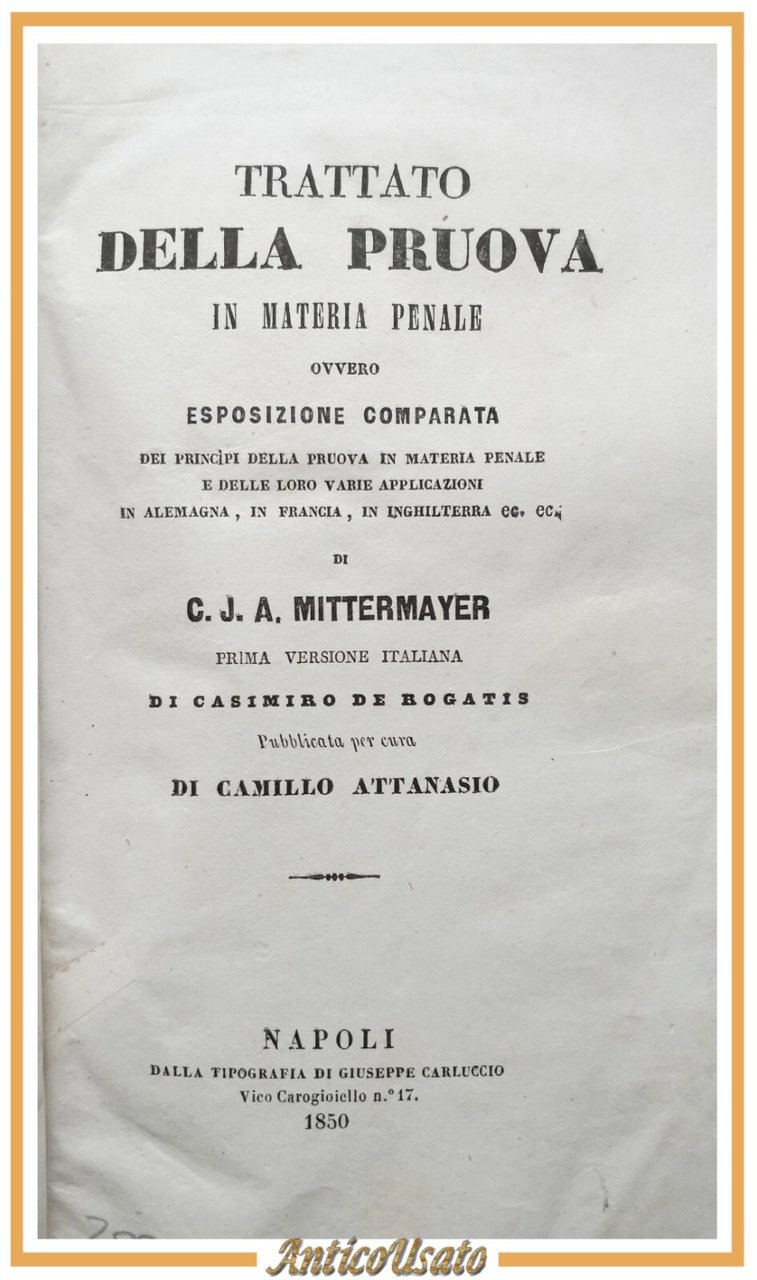 TRATTATO
DELLA PRUOVA
IN MATERIA PENALE
OVVERO
ESPOSIZIONE COMPARATA
DEI PRINCÌPI DELLA PRUOVA IN MATERIA PENALE
E DELLE LORO VARIE APPLICAZIONI
IN ALEMAGNA, IN FRANCIA, IN INGHILTERRA ec. ec.,
DI
C. J. A. MITTERMAYER
PRIMA VERSIONE ITALIANA
DI CASIMIRO DE ROGATIS
Pubblicata per cura
DI CAMILLO ATTANASIO
NAPOLI
DALLA TIPOGRAFIA DI GIUSEPPE CARLUCCIO
Vico Carogioiello n.° 17.
1850
AnticoUsato